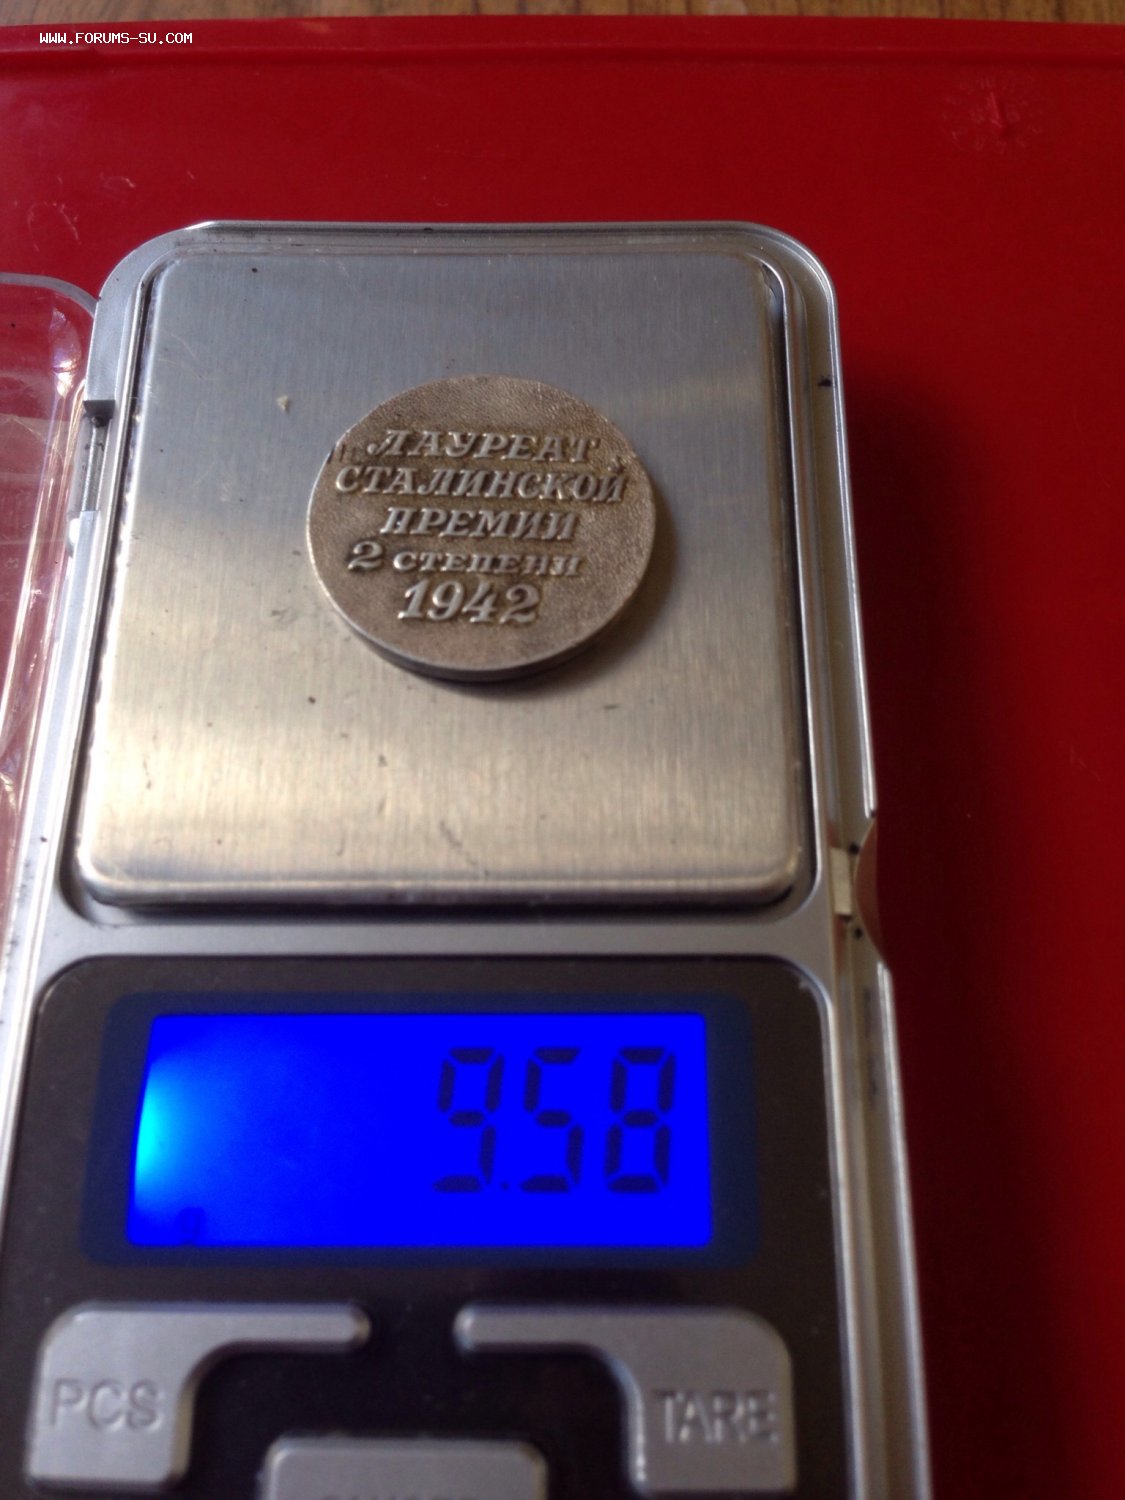 WWW.FORUMS-SU.COM
ЛАУРЕАТ
СТАЛИНСКОЙ
ПРЕМИИ
2 СТЕПЕНИ
1942
9.58
g
PCS
TARE